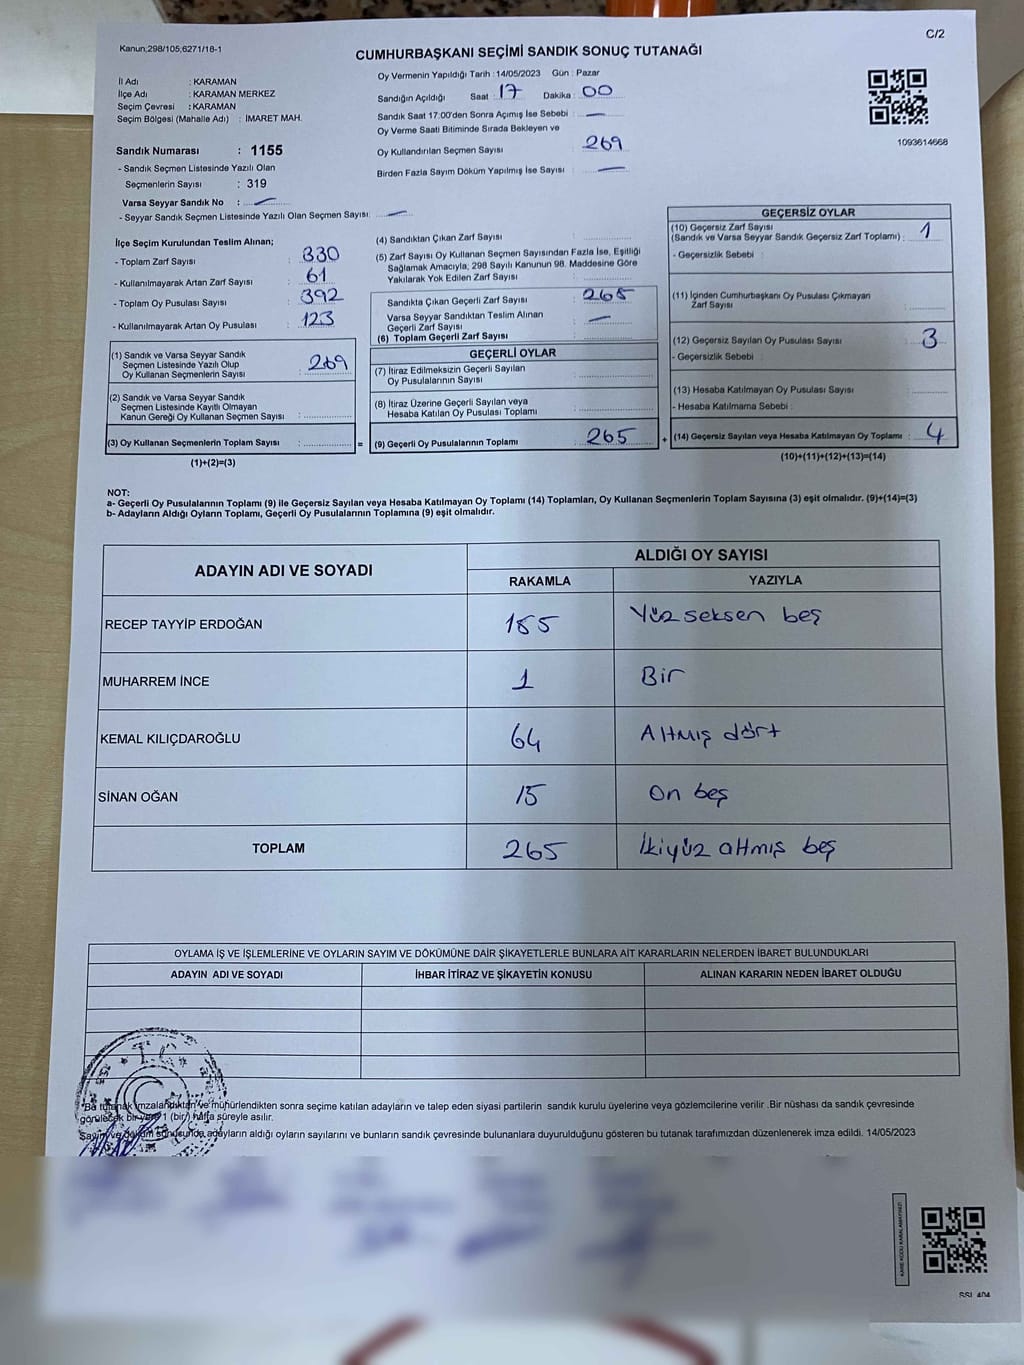 Kanun;298/105;6271/18-1
C/2
CUMHURBAŞKANI SEÇİMİ SANDIK SONUÇ TUTANAĞI
İl Adı : KARAMAN
İlçe Adı : KARAMAN MERKEZ
Seçim Çevresi : KARAMAN
Seçim Bölgesi (Mahalle Adı) : İMARET MAH.
Sandık Numarası : 1155
- Sandık Seçmen Listesinde Yazılı Olan
Seçmenlerin Sayısı : 319
Varsa Seyyar Sandık No : —
- Seyyar Sandık Seçmen Listesinde Yazılı Olan Seçmen Sayısı: —
Oy Vermenin Yapıldığı Tarih : 14/05/2023 Gün : Pazar
Sandığın Açıldığı Saat : 17 Dakika : 00
Sandık Saat 17:00'den Sonra Açımış İse Sebebi : —
Oy Verme Saati Bitiminde Sırada Bekleyen ve
Oy Kullandırılan Seçmen Sayısı : 269
Birden Fazla Sayım Döküm Yapılmış İse Sayısı : —
1093614668
İlçe Seçim Kurulundan Teslim Alınan;
- Toplam Zarf Sayısı : 330
- Kullanılmayarak Artan Zarf Sayısı : 61
- Toplam Oy Pusulası Sayısı : 392
- Kullanılmayarak Artan Oy Pusulası : 123
(1) Sandık ve Varsa Seyyar Sandık
Seçmen Listesinde Yazılı Olup
Oy Kullanan Seçmenlerin Sayısı : 269
(2) Sandık ve Varsa Seyyar Sandık
Seçmen Listesinde Kayıtlı Olmayan
Kanun Gereği Oy Kullanan Seçmen Sayısı :
(3) Oy Kullanan Seçmenlerin Toplam Sayısı :
(1)+(2)=(3)
=
(4) Sandıktan Çıkan Zarf Sayısı :
(5) Zarf Sayısı Oy Kullanan Seçmen Sayısından Fazla İse, Eşitliği
Sağlamak Amacıyla, 298 Sayılı Kanunun 98. Maddesine Göre
Yakılarak Yok Edilen Zarf Sayısı :
Sandıkta Çıkan Geçerli Zarf Sayısı : 265
Varsa Seyyar Sandıktan Teslim Alınan
Geçerli Zarf Sayısı : —
(6) Toplam Geçerli Zarf Sayısı :
GEÇERLİ OYLAR
(7) İtiraz Edilmeksizin Geçerli Sayılan
Oy Pusulalarının Sayısı :
(8) İtiraz Üzerine Geçerli Sayılan veya
Hesaba Katılan Oy Pusulası Toplamı :
(9) Geçerli Oy Pusulalarının Toplamı : 265
+
GEÇERSİZ OYLAR
(10) Geçersiz Zarf Sayısı
(Sandık ve Varsa Seyyar Sandık Geçersiz Zarf Toplamı) : 1
- Geçersizlik Sebebi :
(11) İçinden Cumhurbaşkanı Oy Pusulası Çıkmayan
Zarf Sayısı :
(12) Geçersiz Sayılan Oy Pusulası Sayısı : 3
- Geçersizlik Sebebi :
(13) Hesaba Katılmayan Oy Pusulası Sayısı :
- Hesaba Katılmama Sebebi :
(14) Geçersiz Sayılan veya Hesaba Katılmayan Oy Toplamı : 4
(10)+(11)+(12)+(13)=(14)
NOT:
a- Geçerli Oy Pusulalarının Toplamı (9) ile Geçersiz Sayılan veya Hesaba Katılmayan Oy Toplamı (14) Toplamları, Oy Kullanan Seçmenlerin Toplam Sayısına (3) eşit olmalıdır. (9)+(14)=(3)
b- Adayların Aldığı Oyların Toplamı, Geçerli Oy Pusulalarının Toplamına (9) eşit olmalıdır.
ADAYIN ADI VE SOYADI
ALDIĞI OY SAYISI
RAKAMLA YAZIYLA
RECEP TAYYİP ERDOĞAN 185 Yüz seksen beş
MUHARREM İNCE 1 Bir
KEMAL KILIÇDAROĞLU 64 Altmış dört
SİNAN OĞAN 15 On beş
TOPLAM 265 İkiyüz altmış beş
OYLAMA İŞ VE İŞLEMLERİNE VE OYLARIN SAYIM VE DÖKÜMÜNE DAİR ŞİKAYETLERLE BUNLARA AİT KARARLARIN NELERDEN İBARET BULUNDUKLARI
ADAYIN ADI VE SOYADI İHBAR İTİRAZ VE ŞİKAYETİN KONUSU ALINAN KARARIN NEDEN İBARET OLDUĞU
T.C.
"Bu tutanak imzalandıktan ve mühürlendikten sonra seçime katılan adayların ve talep eden siyasi partilerin sandık kurulu üyelerine veya gözlemcilerine verilir .Bir nüshası da sandık çevresinde
görülecek bir yere 1 (bir) hafta süreyle asılır.
Sayım ve döküm sonucunda adayların aldığı oyların sayılarını ve bunların sandık çevresinde bulunanlara duyurulduğunu gösteren bu tutanak tarafımızdan düzenlenerek imza edildi. 14/05/2023
KARE KODU KARALAMAYINIZ!